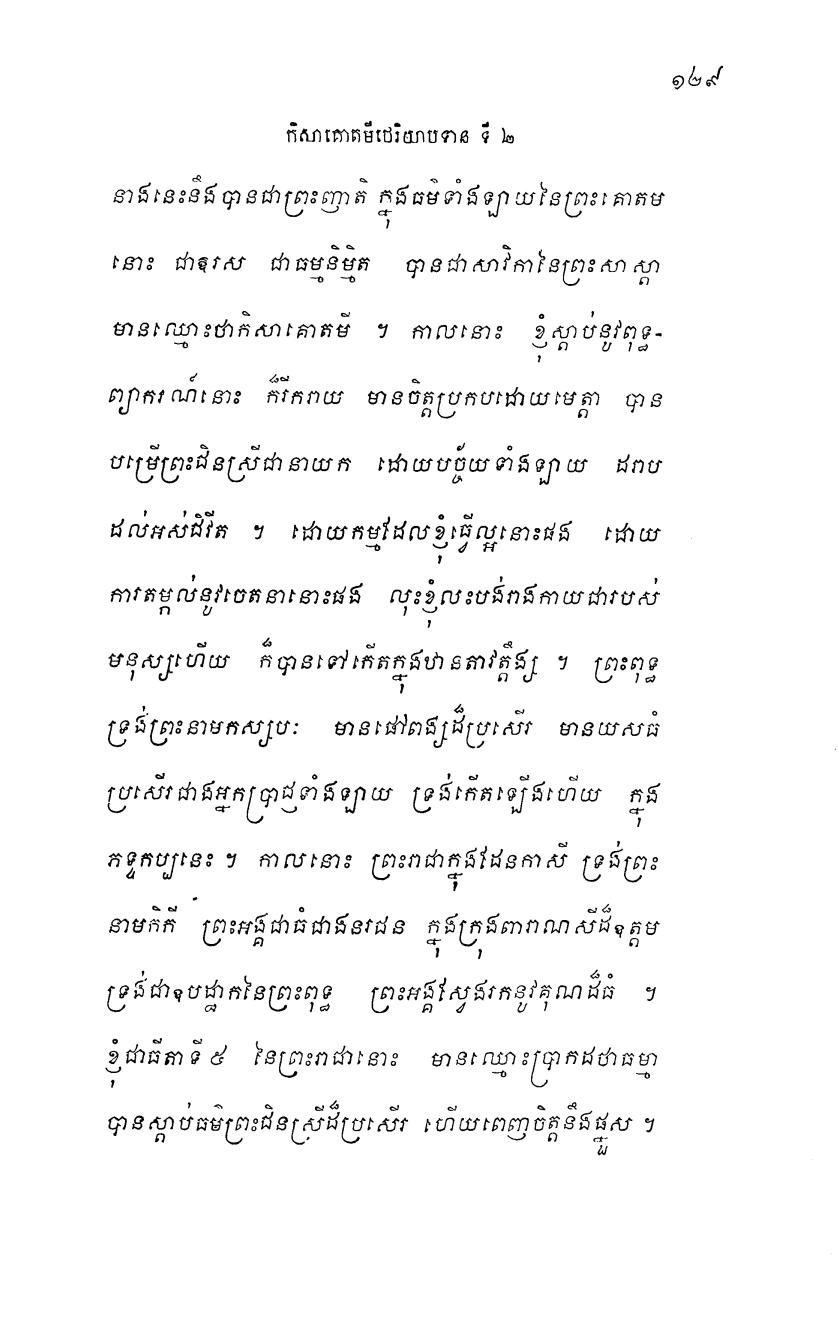 ១២៩
កិសាគោតមីថេរិយាបទាន ទី ២
នាងនេះនឹងបានជាព្រះញាតិ ក្នុងធម៌ទាំងឡាយនៃព្រះគោតម
នោះ ជាឱរស ជាធម្មនិម្មិត បានជាសាវិកានៃព្រះសាស្តា
មានឈ្មោះថាកិសាគោតមី ។ កាលនោះ ខ្ញុំស្តាប់នូវពុទ្ធ-
ព្យាករណ៍នោះ ក៏រីករាយ មានចិត្តប្រកបដោយមេត្តា បាន
បម្រើព្រះជិនស្រីជានាយក ដោយបច្ច័យទាំងឡាយ ដរាប
ដល់អស់ជីវិត ។ ដោយកម្មដែលខ្ញុំធ្វើល្អនោះផង ដោយ
ការតម្កល់នូវចេតនានោះផង លុះខ្ញុំលះបង់រាងកាយជារបស់
មនុស្សហើយ ក៏បានទៅកើតក្នុងឋានតាវត្តឹង្ស ។ ព្រះពុទ្ធ
ទ្រង់ព្រះនាមកស្សបៈ មានផៅពង្សដ៏ប្រសើរ មានយសធំ
ប្រសើរជាងអ្នកប្រាជ្ញទាំងឡាយ ទ្រង់កើតឡើងហើយ ក្នុង
ភទ្ទកប្បនេះ ។ កាលនោះ ព្រះរាជាក្នុងដែនកាសី ទ្រង់ព្រះ
នាមកិកី ព្រះអង្គជាធំជាងនរជន ក្នុងក្រុងពារាណសីដ៏ឧត្តម
ទ្រង់ជាឧបដ្ឋាកនៃព្រះពុទ្ធ ព្រះអង្គស្វែងរកនូវគុណដ៏ធំ ។
ខ្ញុំជាធីតាទី ៥ នៃព្រះរាជានោះ មានឈ្មោះប្រាកដថាធម្មា
បានស្តាប់ធម៌ព្រះជិនស្រីដ៏ប្រសើរ ហើយពេញចិត្តនឹងផ្នួស ។